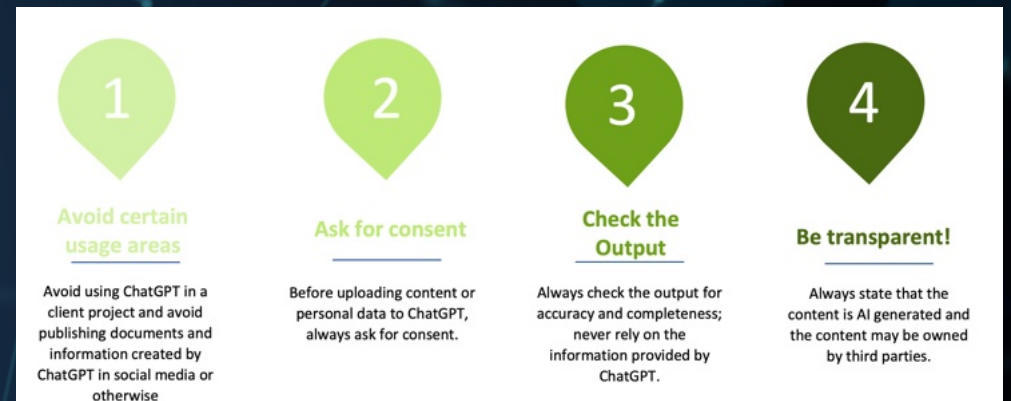 1
Avoid certain
usage areas
Avoid using ChatGPT in a
client project and avoid
publishing documents and
information created by
ChatGPT in social media or
otherwise
2
Ask for consent
Before uploading content or
personal data to ChatGPT,
always ask for consent.
3
Check the
Output
Always check the output for
accuracy and completeness;
never rely on the
information provided by
ChatGPT.
4
Be transparent!
Always state that the
content is AI generated and
the content may be owned
by third parties.